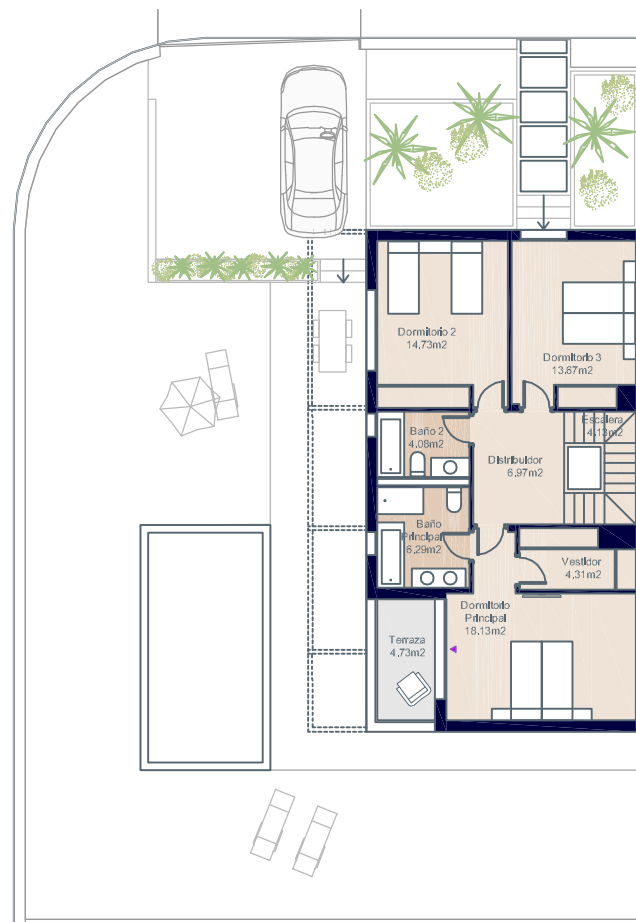 Dormitorio 2
14,73m2
Dormitorio 3
13.67m2
Escalera
4,13m2
Baño 2
4,08m2
Distribuidor
6,97m2
Baño
Principal
6,29m2
Vestidor
4,31m2
Dormitorio
Principal
18,13m2
Terraza
4,73m2